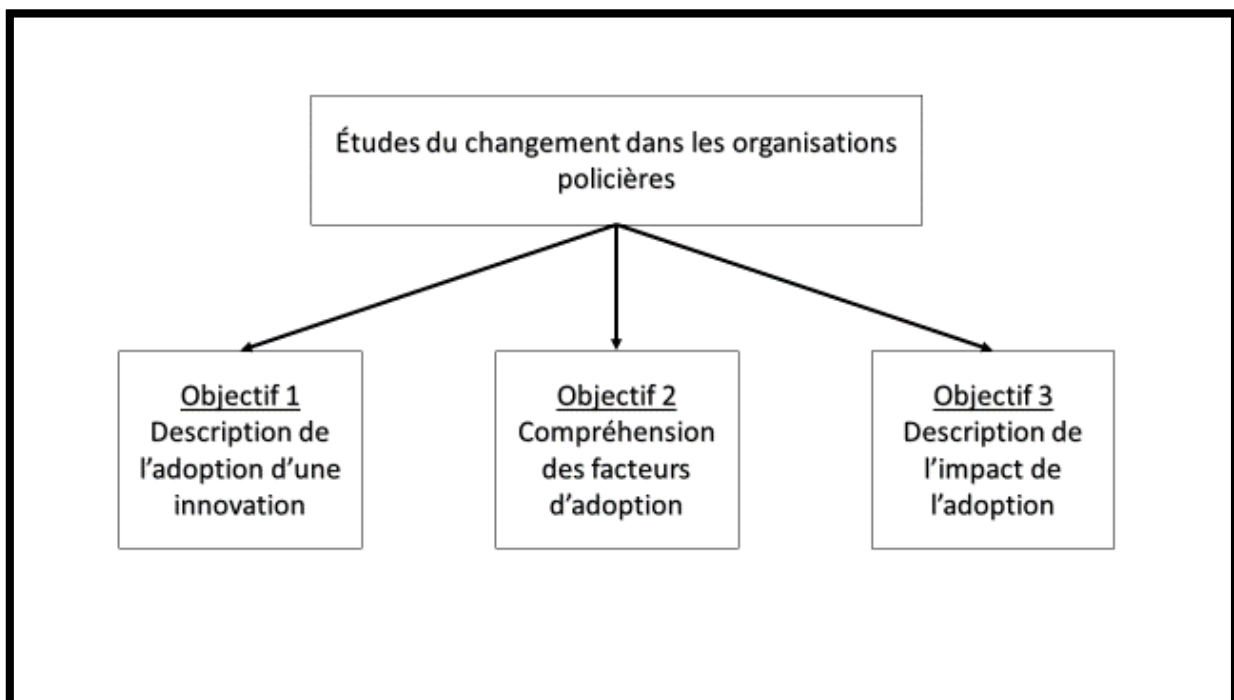 Études du changement dans les organisations
policières
Objectif 1
Description de
l’adoption d’une
innovation
Objectif 2
Compréhension
des facteurs
d’adoption
Objectif 3
Description de
l’impact de
l’adoption